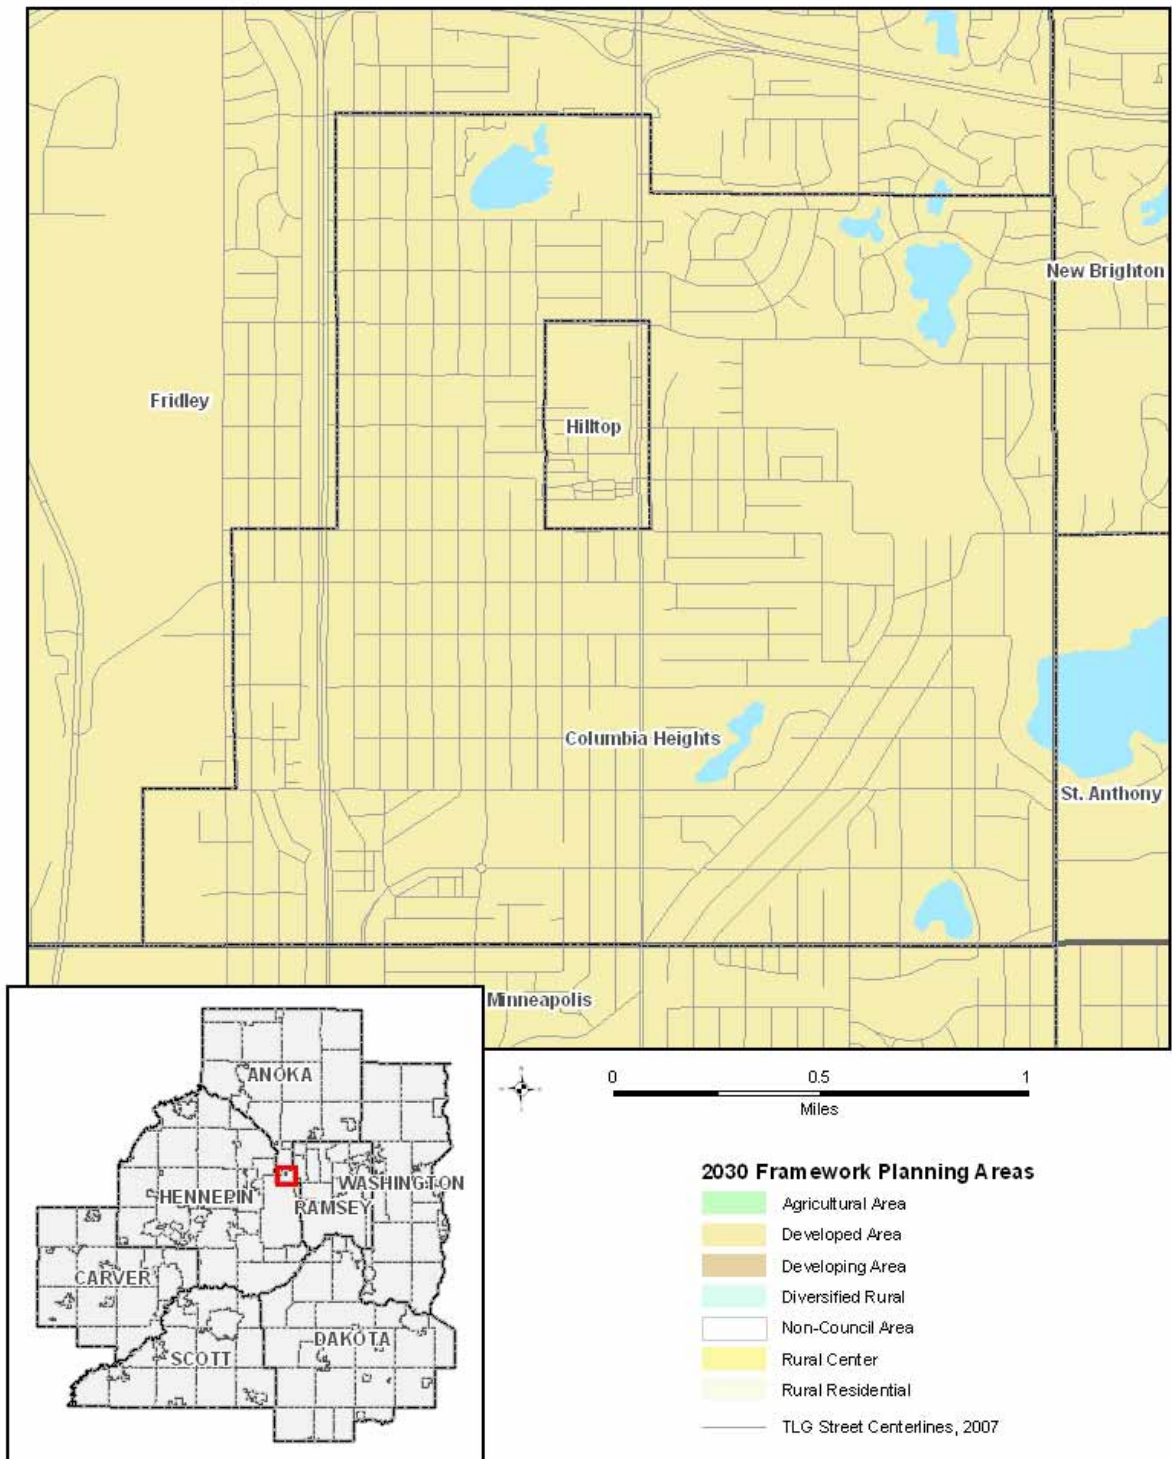 New Brighton
Fridley
Hilltop
Columbia Heights
St. Anthony
Minneapolis
ANOKA
HENNEPIN
WASHINGTON
RAMSEY
CARVER
SCOTT
DAKOTA
0 0.5 1
Miles
2030 Framework Planning Areas
Agricultural Area
Developed Area
Developing Area
Diversified Rural
Non-Council Area
Rural Center
Rural Residential
TLG Street Centerlines, 2007